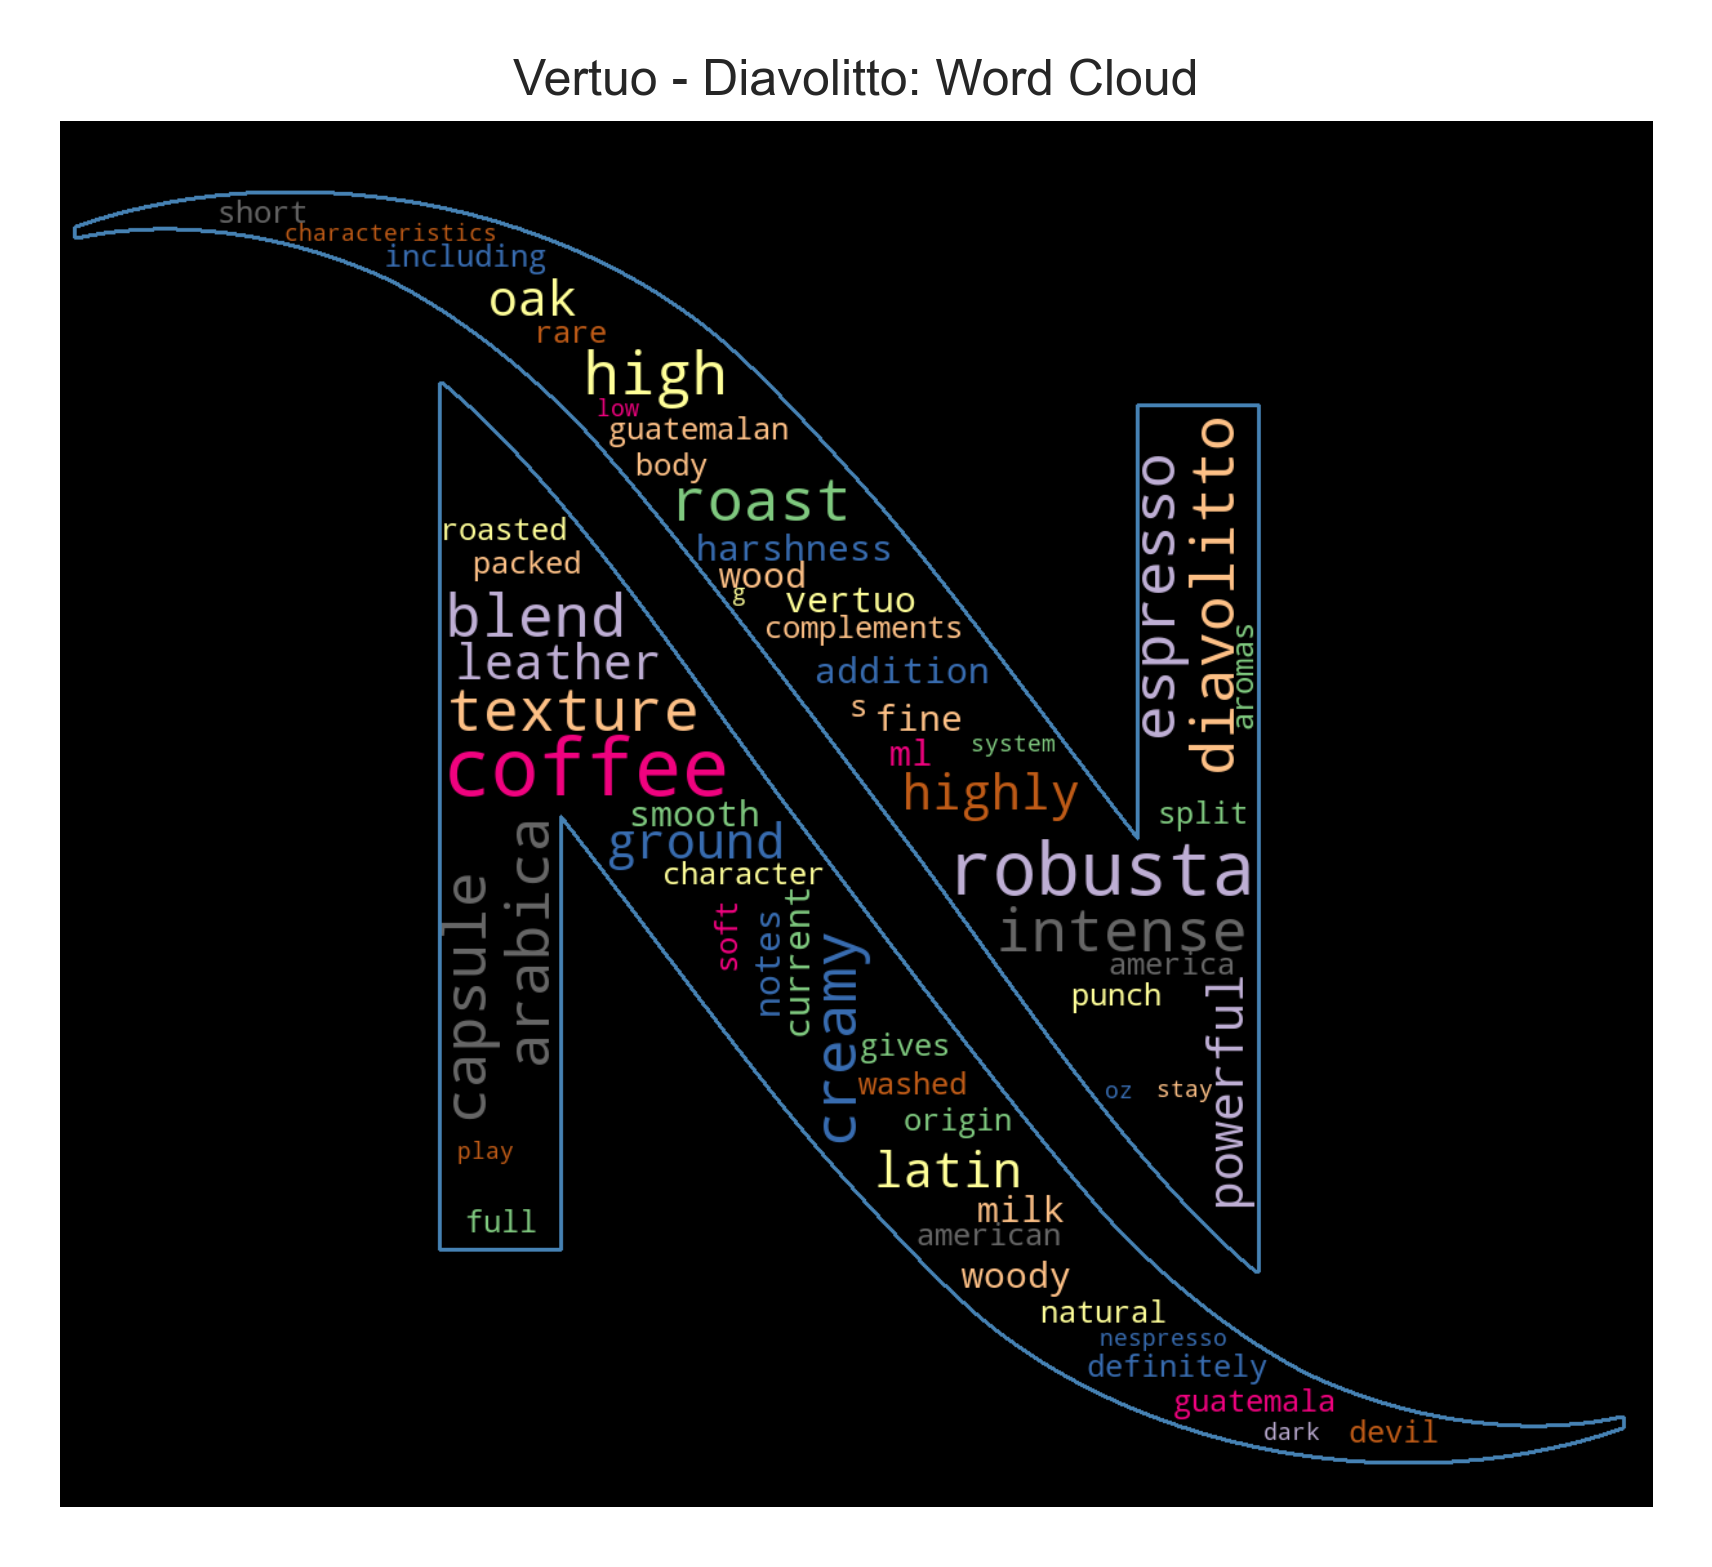 Vertuo - Diavolitto: Word Cloud
short
characteristics
including
oak
rare
high
low
guatemalan
body
roast
harshness
wood
g
vertuo
complements
addition
s
fine
ml
system
highly
espresso
diavolitto
aromas
split
robusta
intense
america
punch
powerful
oz
stay
roasted
packed
blend
leather
texture
coffee
smooth
ground
character
capsule
arabica
play
full
soft
notes
current
creamy
gives
washed
origin
latin
milk
american
woody
natural
nespresso
definitely
guatemala
dark
devil